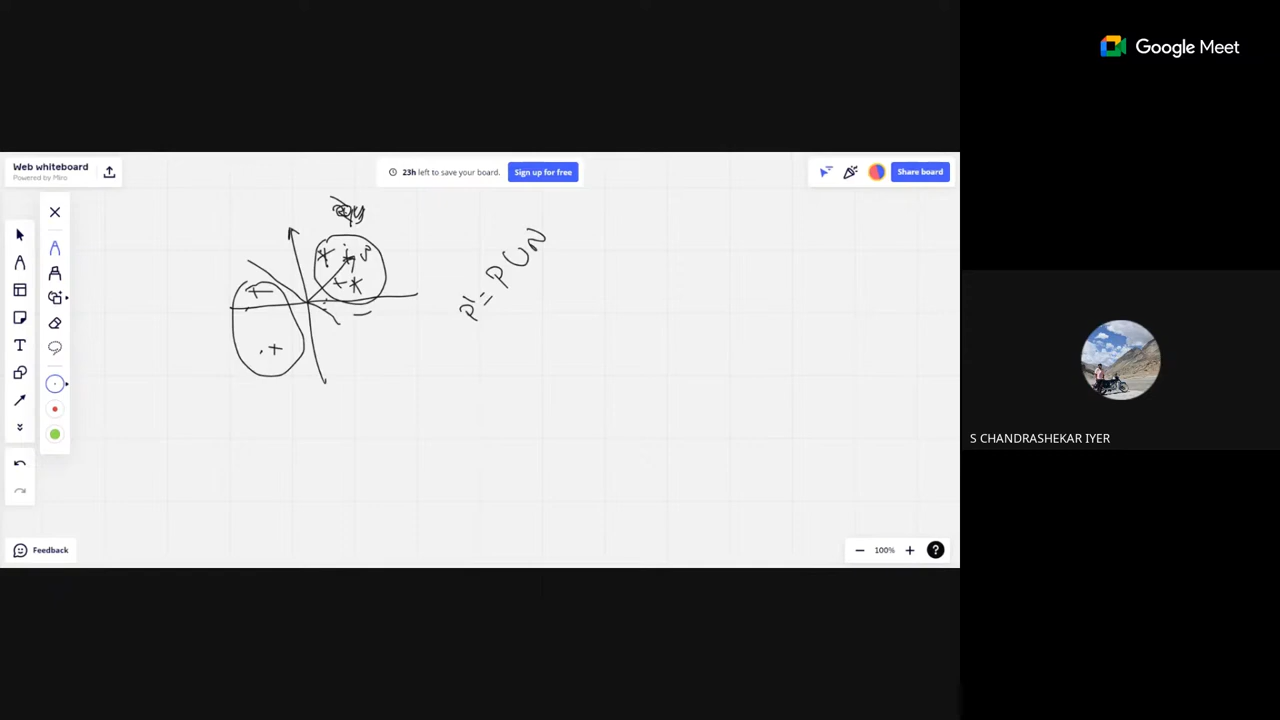 Google Meet
Web whiteboard
Powered by Miro
23h left to save your board.
Sign up for free
Share board
P' = P U N
T
S CHANDRASHEKAR IYER
Feedback
100%
?